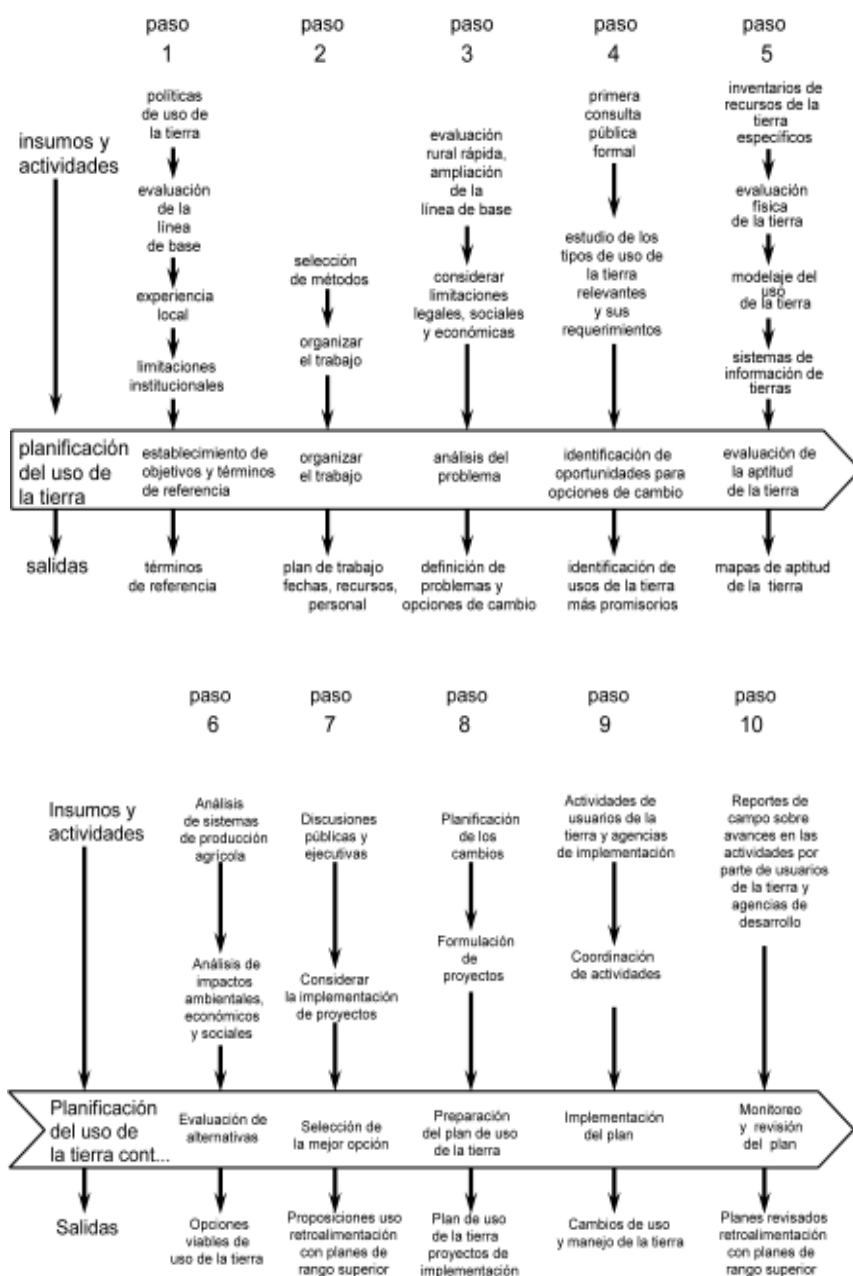 paso
1
paso
2
paso
3
paso
4
paso
5
insumos y
actividades
políticas
de uso de
la tierra
evaluación
de la
línea
de base
experiencia
local
limitaciones
institucionales
selección
de métodos
organizar
el trabajo
evaluación
rural rápida,
ampliación
de la
línea de base
considerar
limitaciones
legales, sociales
y económicas
primera
consulta
pública
formal
estudio de los
tipos de uso de
la tierra
relevantes
y sus
requerimientos
inventarios de
recursos de la
tierra
específicos
evaluación
física
de la tierra
modelaje del
uso
de la tierra
sistemas de
información de
tierras
planificación
del uso de
la tierra
establecimiento de
objetivos y términos
de referencia
organizar
el trabajo
análisis del
problema
identificación de
oportunidades para
opciones de cambio
evaluación de
la aptitud
de la tierra
salidas
términos
de referencia
plan de trabajo
fechas, recursos,
personal
definición de
problemas y
opciones de cambio
identificación de
usos de la tierra
más promisorios
mapas de aptitud
de la tierra
paso
6
paso
7
paso
8
paso
9
paso
10
Insumos y
actividades
Análisis
de sistemas
de producción
agrícola
Análisis de
impactos
ambientales,
económicos
y sociales
Discusiones
públicas y
ejecutivas
Considerar
la implementación
de proyectos
Planificación
de los
cambios
Formulación
de
proyectos
Actividades de
usuarios de la
tierra y agencias
de implementación
Coordinación
de actividades
Reportes de
campo sobre
avances en las
actividades por
parte de usuarios
de la tierra y
agencias de
desarrollo
Planificación
del uso de
la tierra cont...
Evaluación de
alternativas
Selección de
la mejor opción
Preparación
del plan de uso
de la tierra
Implementación
del plan
Monitoreo
y revisión
del plan
Salidas
Opciones
viables de
uso de la tierra
Proposiciones uso
retroalimentación
con planes de
rango superior
Plan de uso
de la tierra
proyectos de
implementación
Cambios de uso
y manejo de la tierra
Planes revisados
retroalimentación
con planes de
rango superior